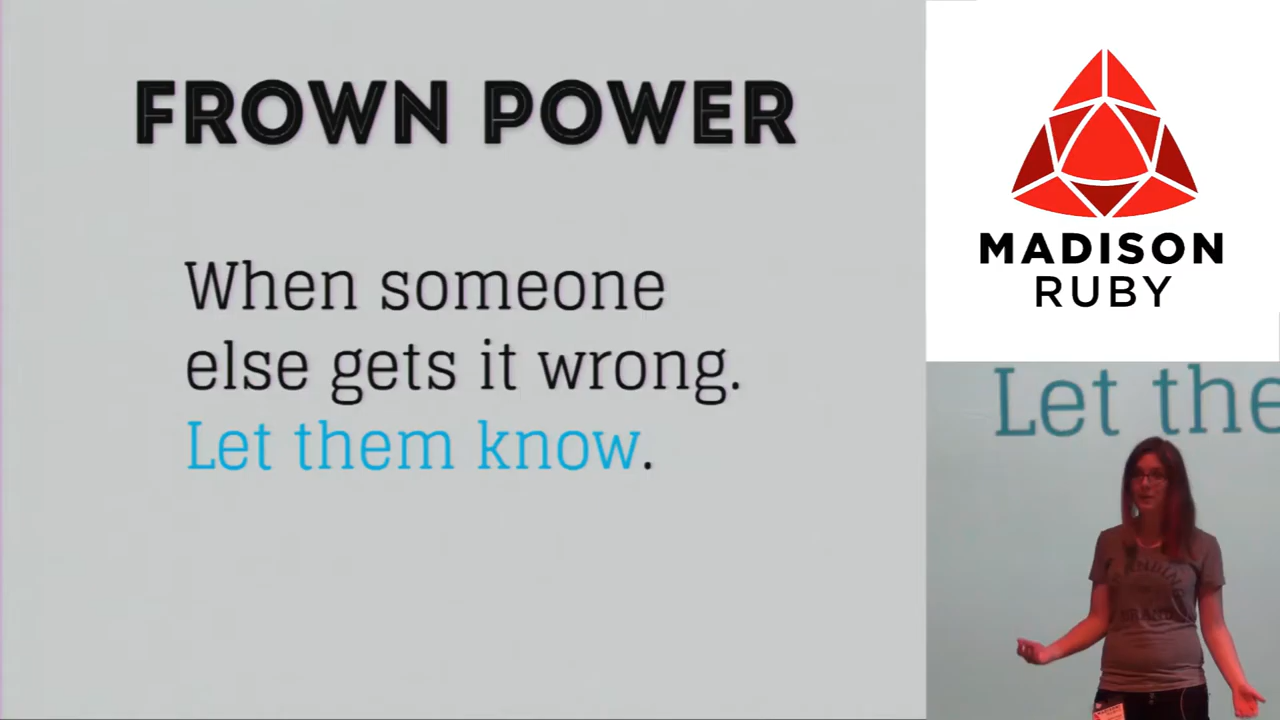 FROWN POWER
When someone
else gets it wrong.
Let them know.
MADISON
RUBY
Let the